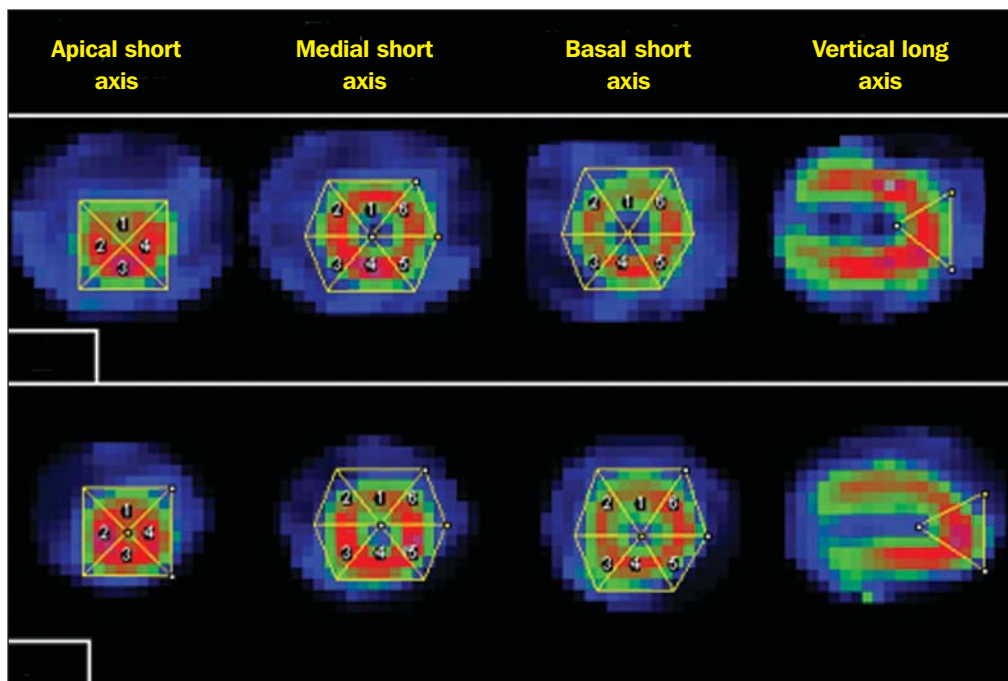 Apical short
axis
Medial short
axis
Basal short
axis
Vertical long
axis
1
2 4
3
2 1 6
3 4 5
2 1 6
3 4 5
1
2 4
3
2 1 6
3 4 5
2 1 6
3 4 5